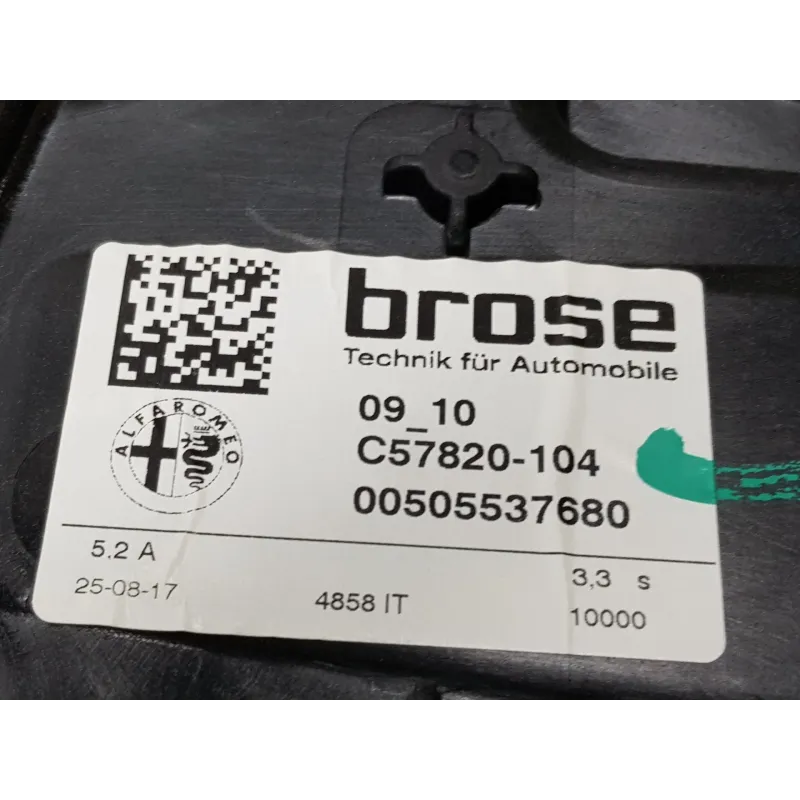 brose
Technik für Automobile
09_10
C57820-104
00505537680
ALFA ROMEO
5.2 A
25-08-17
4858 IT
3,3 s
10000